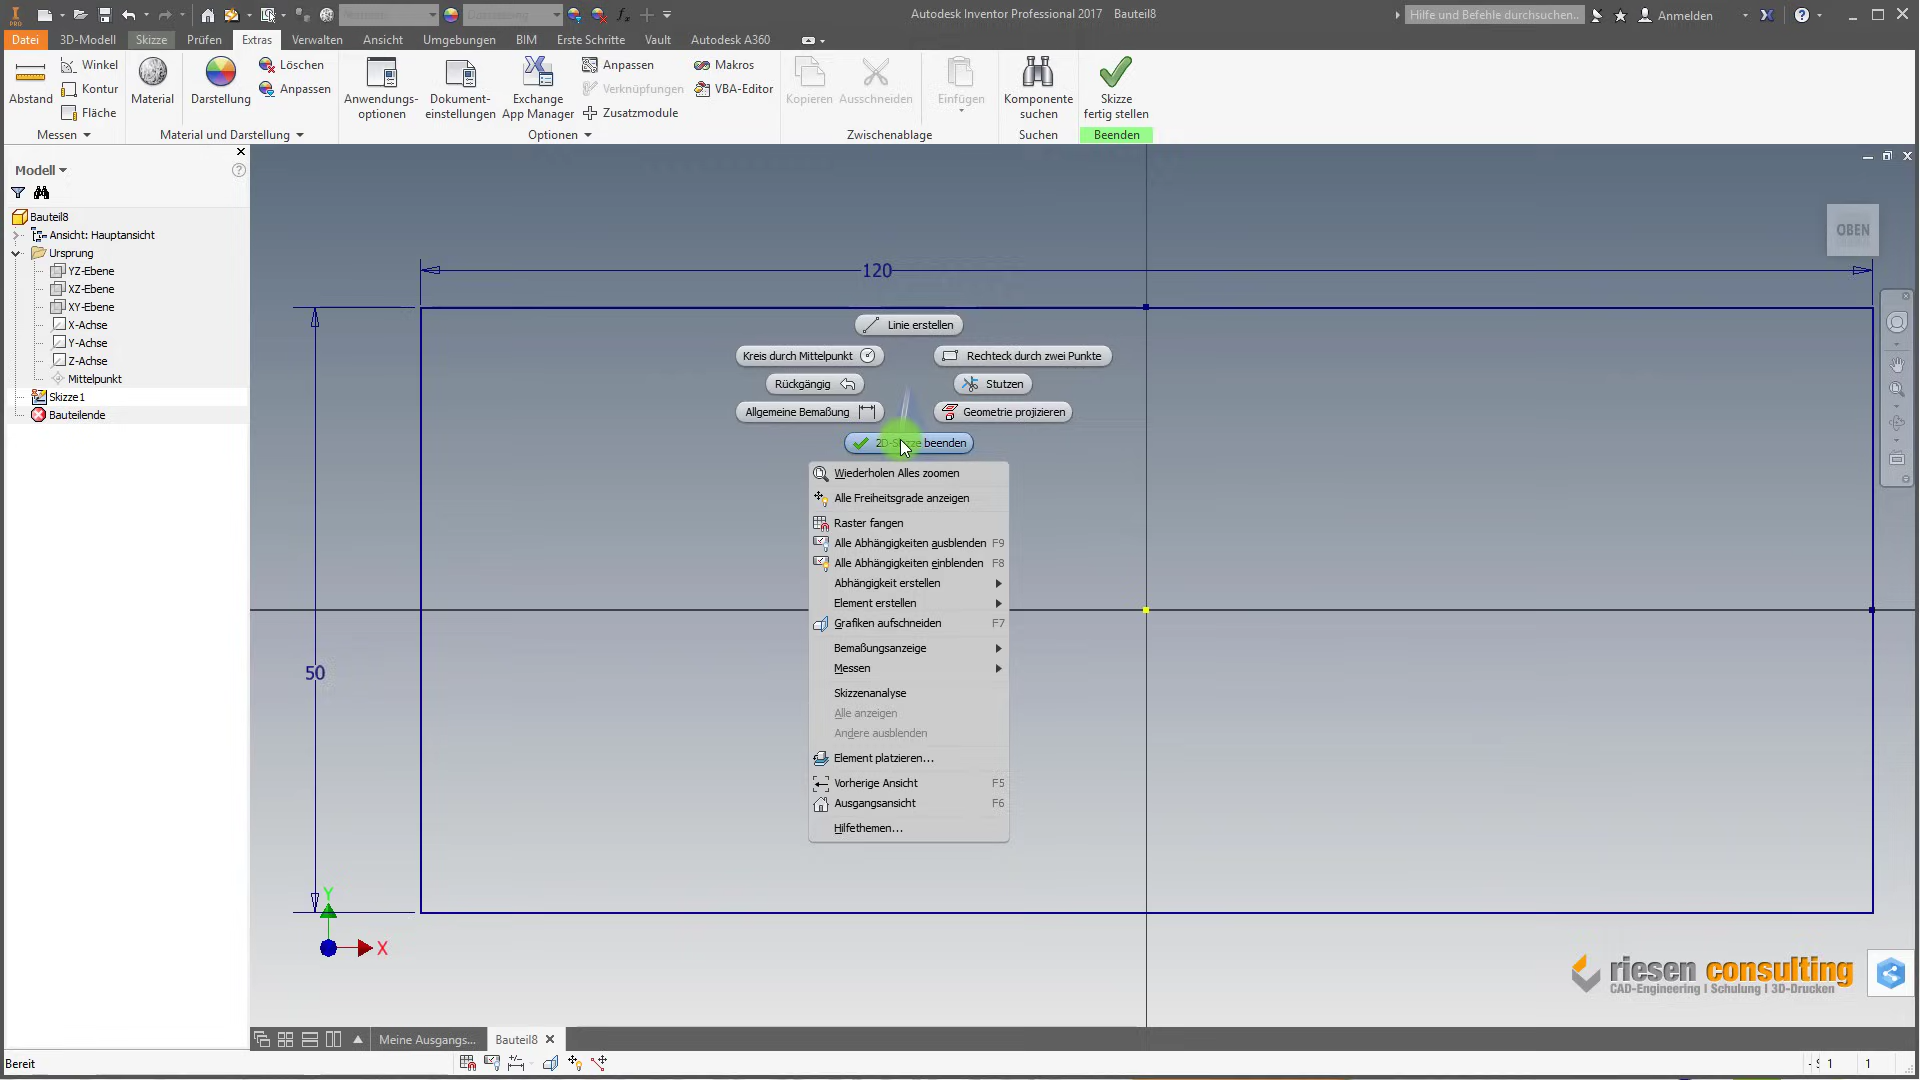 Autodesk Inventor Professional 2017 Bauteil8
Hilfe und Befehle durchsuchen...
Anmelden
Datei 3D-Modell Skizze Prüfen Extras Verwalten Ansicht Umgebungen BIM Erste Schritte Vault Autodesk A360
Abstand
Winkel
Kontur
Fläche
Messen
Material
Darstellung
Löschen
Anpassen
Material und Darstellung
Anwendungs-
optionen
Dokument-
einstellungen
Exchange
App Manager
Anpassen
Verknüpfungen
Zusatzmodule
Makros
VBA-Editor
Optionen
Kopieren
Ausschneiden
Einfügen
Zwischenablage
Komponente
suchen
Suchen
Skizze
fertig stellen
Beenden
Modell
Bauteil8
Ansicht: Hauptansicht
Ursprung
YZ-Ebene
XZ-Ebene
XY-Ebene
X-Achse
Y-Achse
Z-Achse
Mittelpunkt
Skizze1
Bauteilende
OBEN
120
50
Linie erstellen
Kreis durch Mittelpunkt
Rechteck durch zwei Punkte
Rückgängig
Stutzen
Allgemeine Bemaßung
Geometrie projizieren
2D-Skizze beenden
Wiederholen Alles zoomen
Alle Freiheitsgrade anzeigen
Raster fangen
Alle Abhängigkeiten ausblenden F9
Alle Abhängigkeiten einblenden F8
Abhängigkeit erstellen
Element erstellen
Grafiken aufschneiden F7
Bemaßungsanzeige
Messen
Skizzenanalyse
Alle anzeigen
Andere ausblenden
Element platzieren...
Vorherige Ansicht F5
Ausgangsansicht F6
Hilfethemen...
Y
X
riesen consulting
CAD-Engineering I Schulung I 3D-Drucken
Meine Ausgangs... Bauteil8
Bereit
1 1